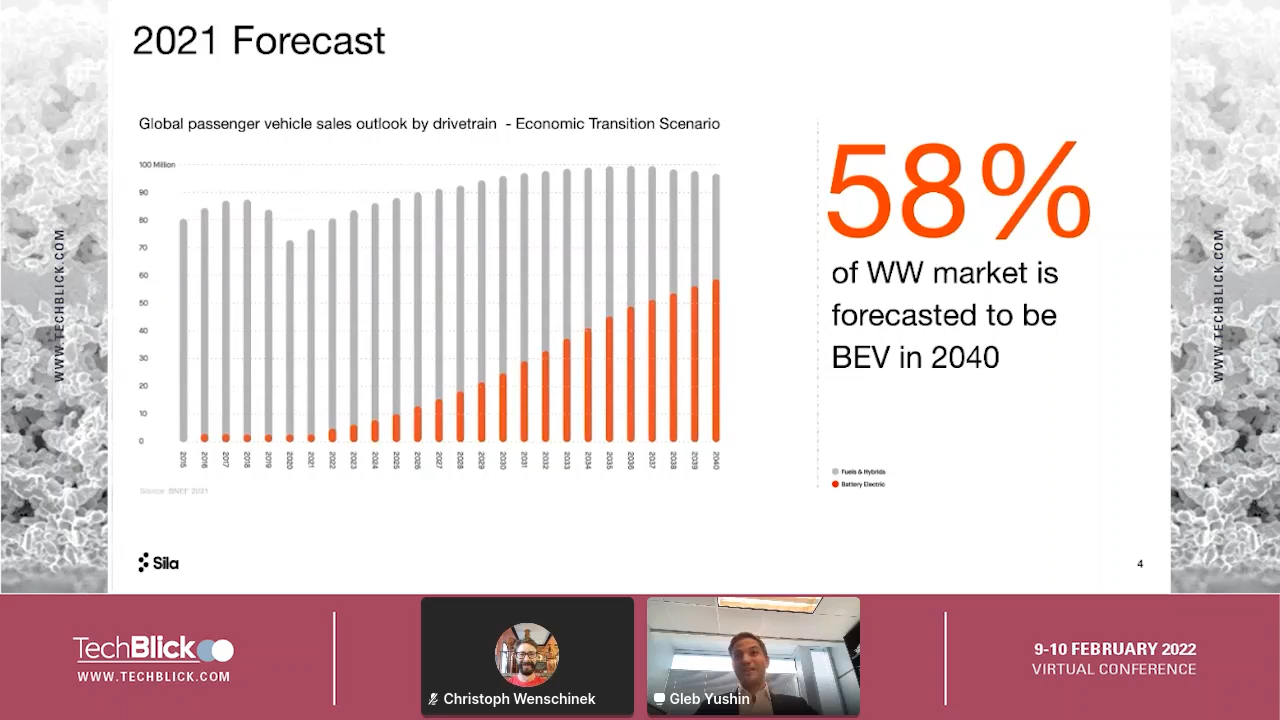 2021 Forecast
Global passenger vehicle sales outlook by drivetrain - Economic Transition Scenario
100 Million
90
80
70
60
50
40
30
20
10
0
2015
2016
2017
2018
2019
2020
2021
2022
2023
2024
2025
2026
2027
2028
2029
2030
2031
2032
2033
2034
2035
2036
2037
2038
2039
2040
Source: BNEF 2021
58%
of WW market is
forecasted to be
BEV in 2040
Fuels & Hybrids
Battery Electric
Sila
4
WWW.TECHBLICK.COM
WWW.TECHBLICK.COM
TechBlick
WWW.TECHBLICK.COM
Christoph Wenschinek
Gleb Yushin
9-10 FEBRUARY 2022
VIRTUAL CONFERENCE